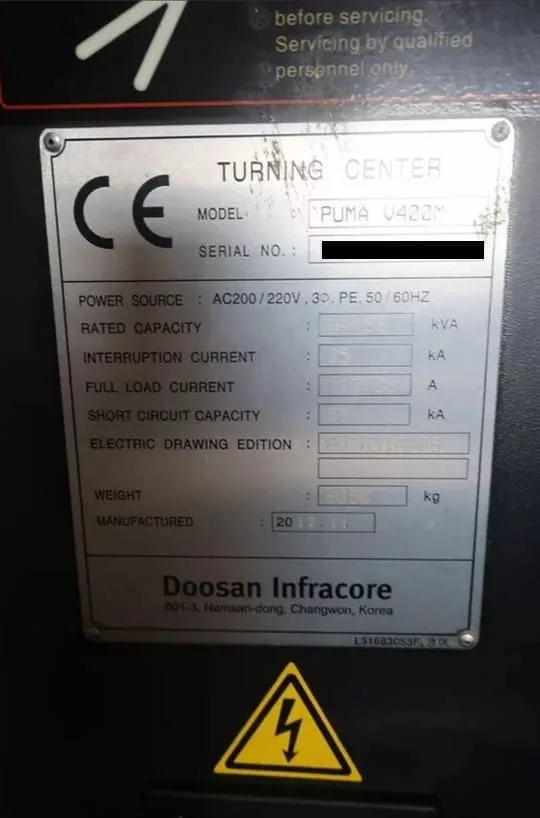 before servicing.
Servicing by qualified
personnel only.
CE
TURNING CENTER
MODEL : PUMA V400M
SERIAL NO. :
POWER SOURCE : AC200/220V, 3Φ, PE, 50/60HZ
RATED CAPACITY : kVA
INTERRUPTION CURRENT : 25 kA
FULL LOAD CURRENT : A
SHORT CIRCUIT CAPACITY : kA
ELECTRIC DRAWING EDITION :
WEIGHT : kg
MANUFACTURED : 20
Doosan Infracore
601-3, Namsan-dong, Changwon, Korea